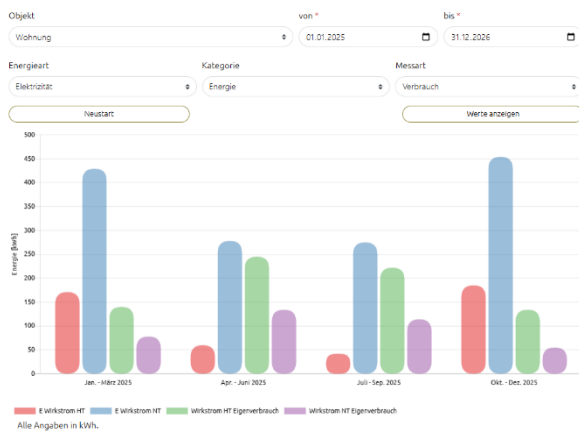 Objekt von * bis *
Wohnung 01.01.2025 31.12.2026
Energieart Kategorie Messart
Elektrizität Energie Verbrauch
Neustart Werte anzeigen
500
450
400
350
300
250
200
150
100
50
0
Energie [kWh]
Jan. - März 2025 Apr. - Juni 2025 Juli - Sep. 2025 Okt. - Dez. 2025
E Wirkstrom HT E Wirkstrom NT Wirkstrom HT Eigenverbrauch Wirkstrom NT Eigenverbrauch
Alle Angaben in kWh.